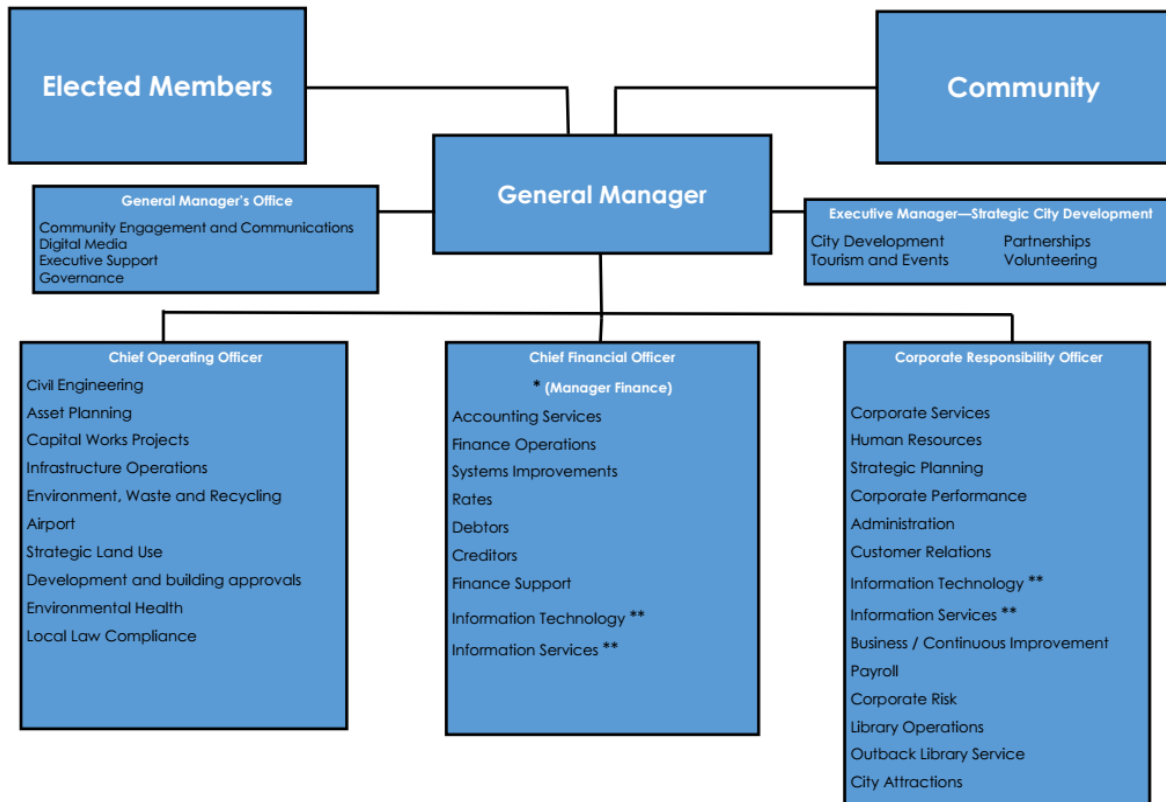 Elected Members
Community
General Manager
General Manager's Office
Community Engagement and Communications
Digital Media
Executive Support
Governance
Executive Manager—Strategic City Development
City Development
Tourism and Events
Partnerships
Volunteering
Chief Operating Officer
Civil Engineering
Asset Planning
Capital Works Projects
Infrastructure Operations
Environment, Waste and Recycling
Airport
Strategic Land Use
Development and building approvals
Environmental Health
Local Law Compliance
Chief Financial Officer
* (Manager Finance)
Accounting Services
Finance Operations
Systems Improvements
Rates
Debtors
Creditors
Finance Support
Information Technology **
Information Services **
Corporate Responsibility Officer
Corporate Services
Human Resources
Strategic Planning
Corporate Performance
Administration
Customer Relations
Information Technology **
Information Services **
Business / Continuous Improvement
Payroll
Corporate Risk
Library Operations
Outback Library Service
City Attractions